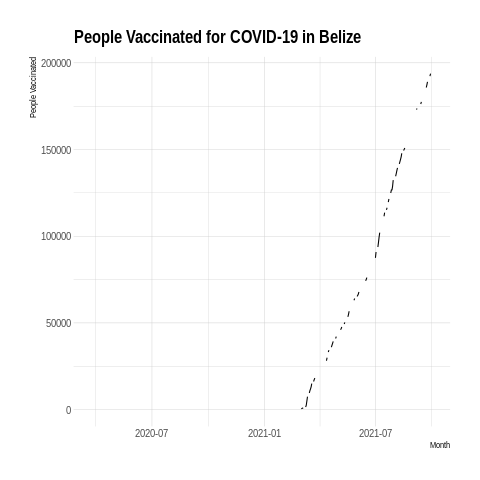 People Vaccinated for COVID-19 in Belize
People Vaccinated
200000
150000
100000
50000
0
2020-07
2021-01
2021-07
Month